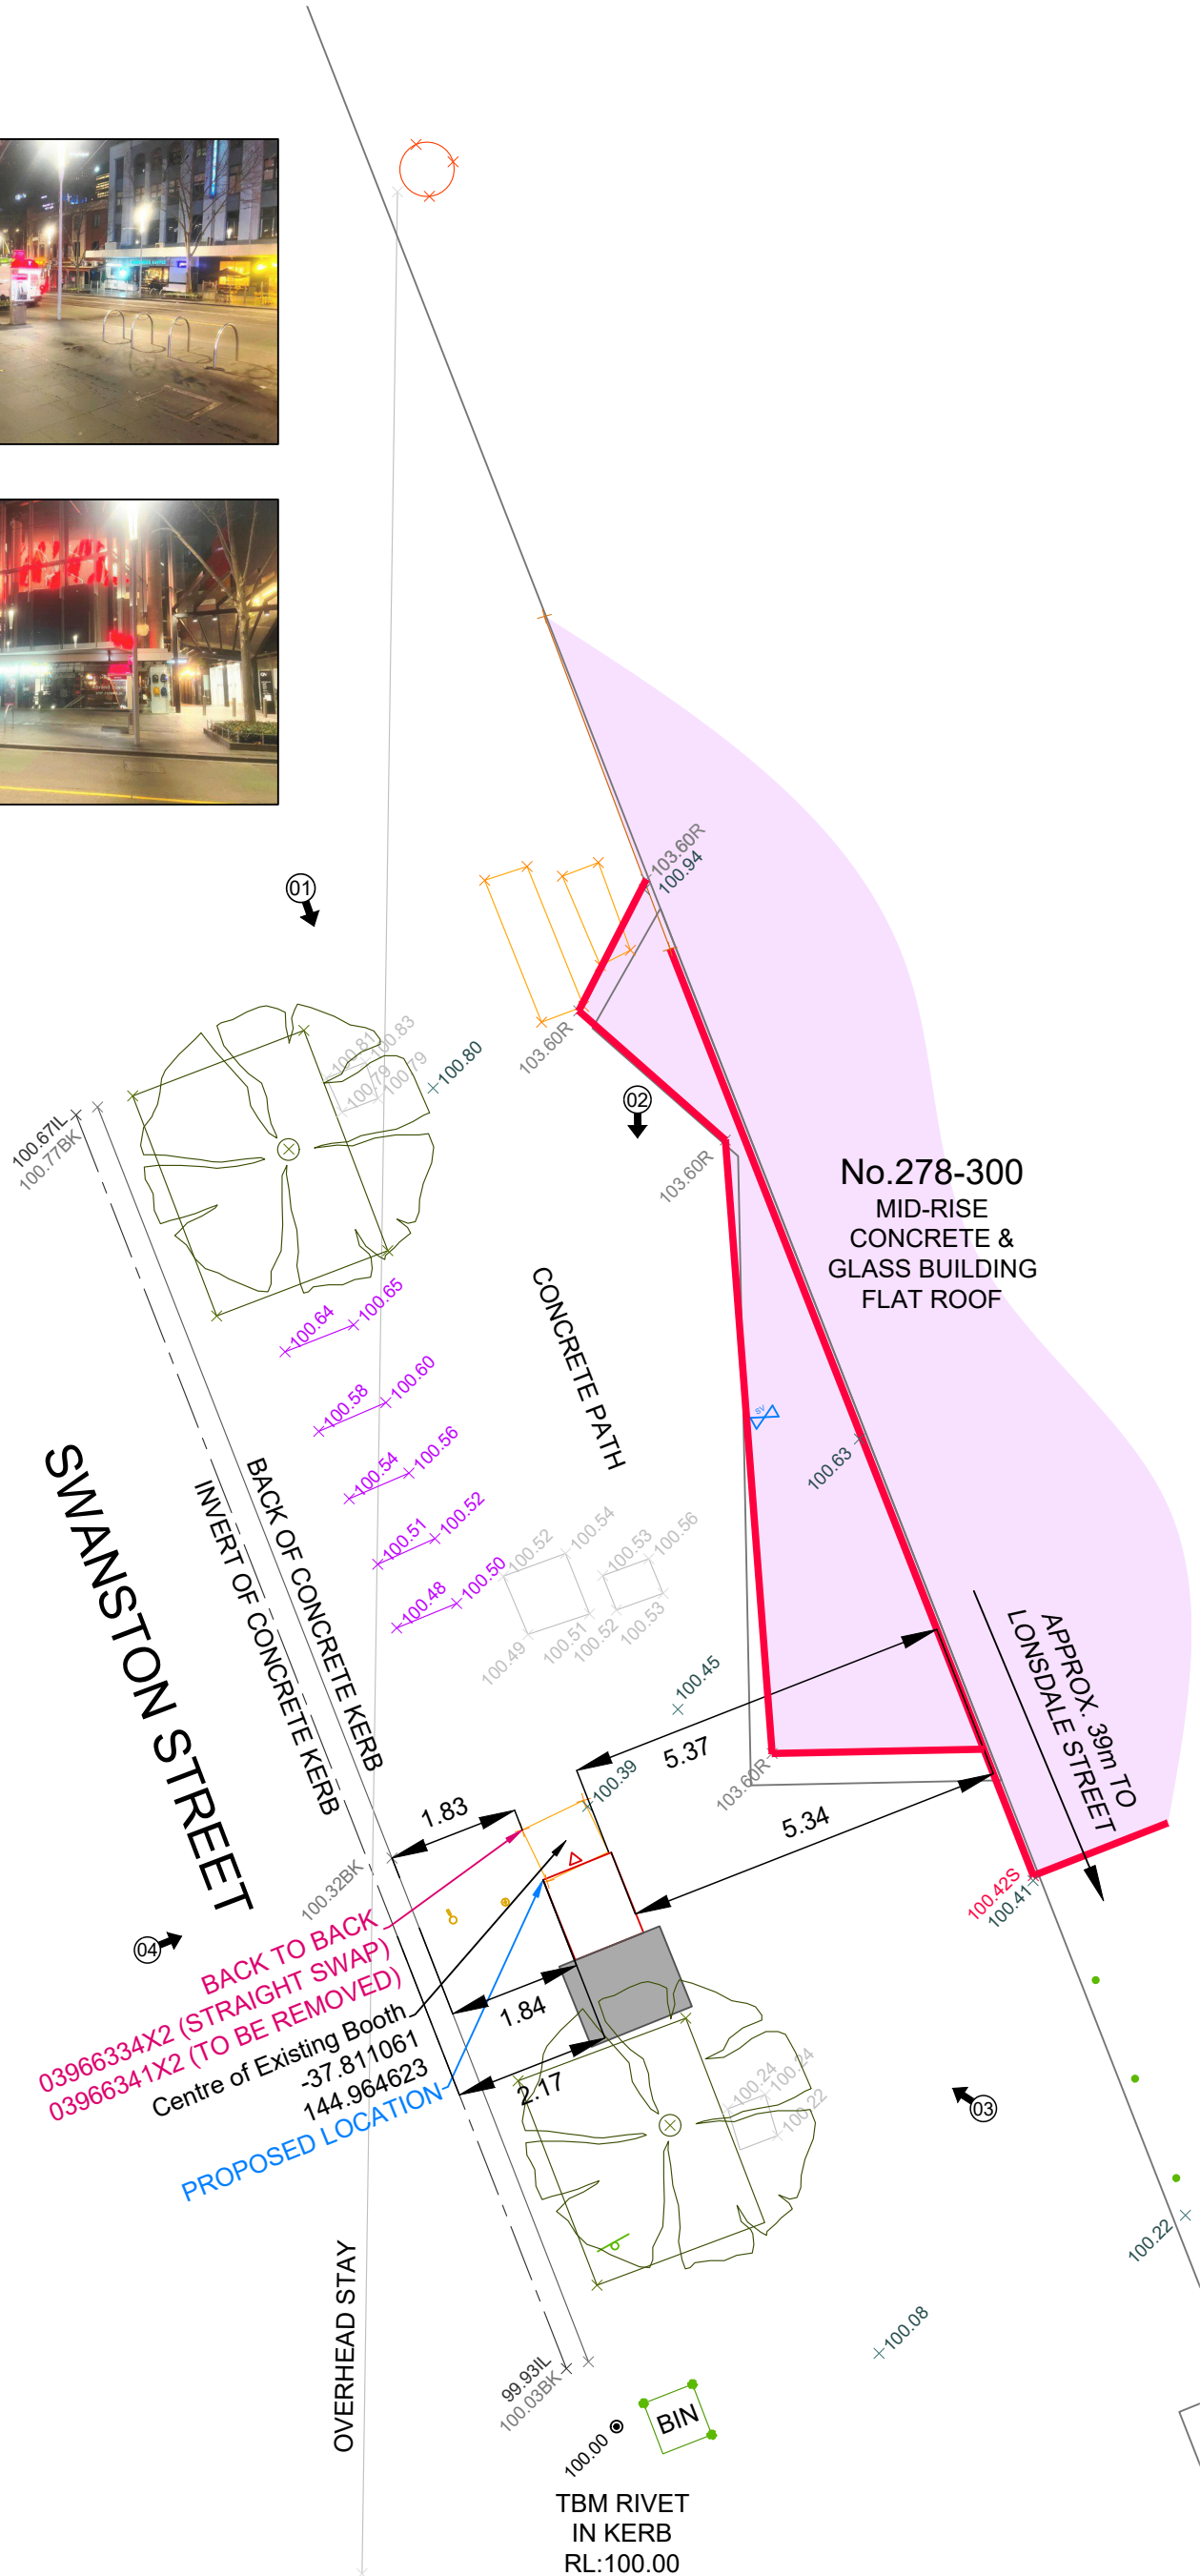 01
103.60R
100.94
103.60R
100.81
100.83
100.79
100.79
100.80
02
100.67IL
100.77BK
103.60R
No.278-300
MID-RISE
CONCRETE &
GLASS BUILDING
FLAT ROOF
100.64
100.65
CONCRETE PATH
100.58
100.60
SV
100.54
100.56
100.63
SWANSTON STREET
BACK OF CONCRETE KERB
INVERT OF CONCRETE KERB
100.51
100.52
100.52
100.54
100.53
100.56
100.48
100.50
100.49
100.51
100.52
100.53
APPROX. 39m TO
LONSDALE STREET
100.45
5.37
100.39
103.60R
1.83
5.34
100.32BK
100.42S
100.41
04
BACK TO BACK
03966334X2 (STRAIGHT SWAP)
03966341X2 (TO BE REMOVED)
Centre of Existing Booth
-37.811061
144.964623
PROPOSED LOCATION
1.84
2.17
100.24
100.24
100.22
03
100.22
OVERHEAD STAY
100.08
99.93IL
100.03BK
BIN
100.00
TBM RIVET
IN KERB
RL:100.00